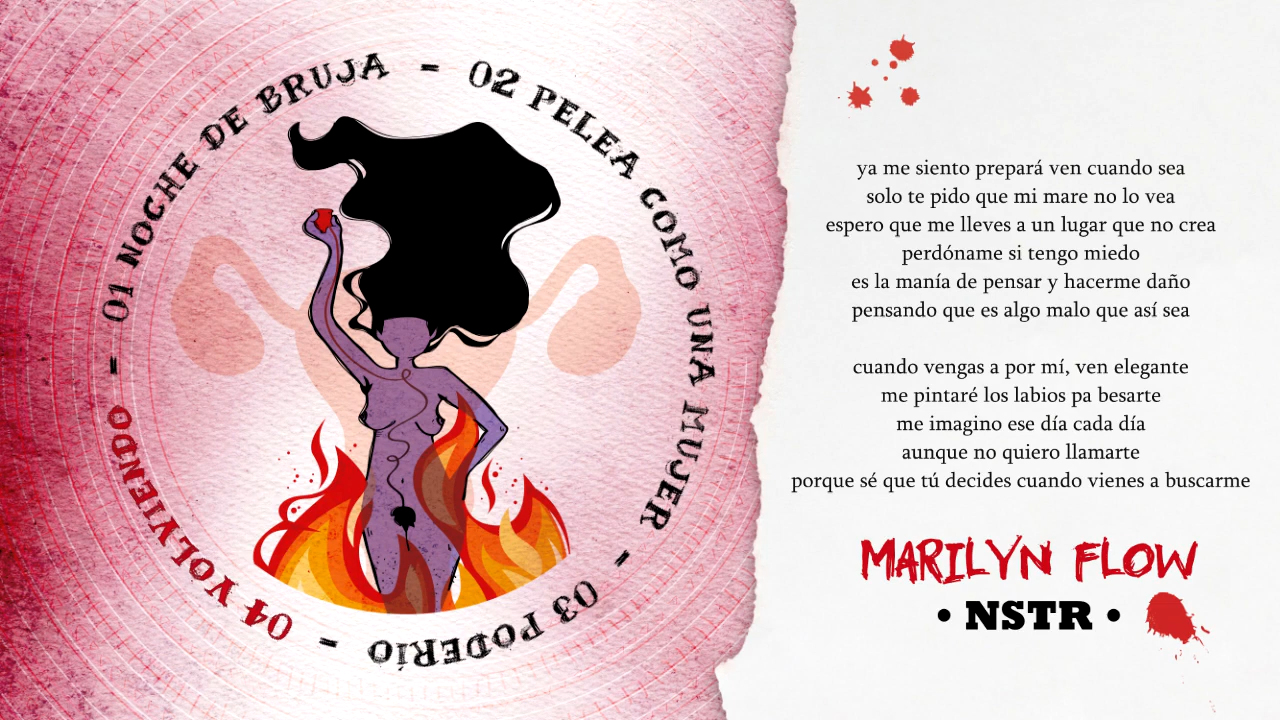 01 NOCHE DE BRUJA = 02 PELEA COMO UNA MUJER = 03 PODERÍO = 04 VOLVIENDO =
ya me siento prepará ven cuando sea
solo te pido que mi mare no lo vea
espero que me lleves a un lugar que no crea
perdóname si tengo miedo
es la manía de pensar y hacerme daño
pensando que es algo malo que así sea
cuando vengas a por mí, ven elegante
me pintaré los labios pa besarte
me imagino ese día cada día
aunque no quiero llamarte
porque sé que tú decides cuando vienes a buscarme
MARILYN FLOW
• NSTR •